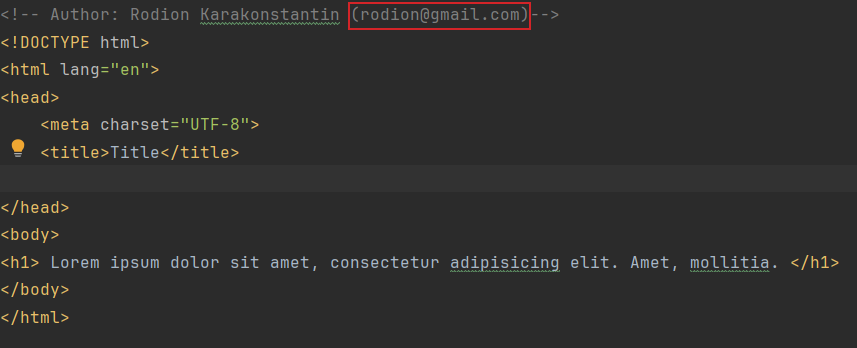 <!-- Author: Rodion Karakonstantin (rodion@gmail.com)-->
<!DOCTYPE html>
<html lang="en">
<head>
    <meta charset="UTF-8">
    <title>Title</title>
</head>
<body>
<h1> Lorem ipsum dolor sit amet, consectetur adipisicing elit. Amet, mollitia. </h1>
</body>
</html>